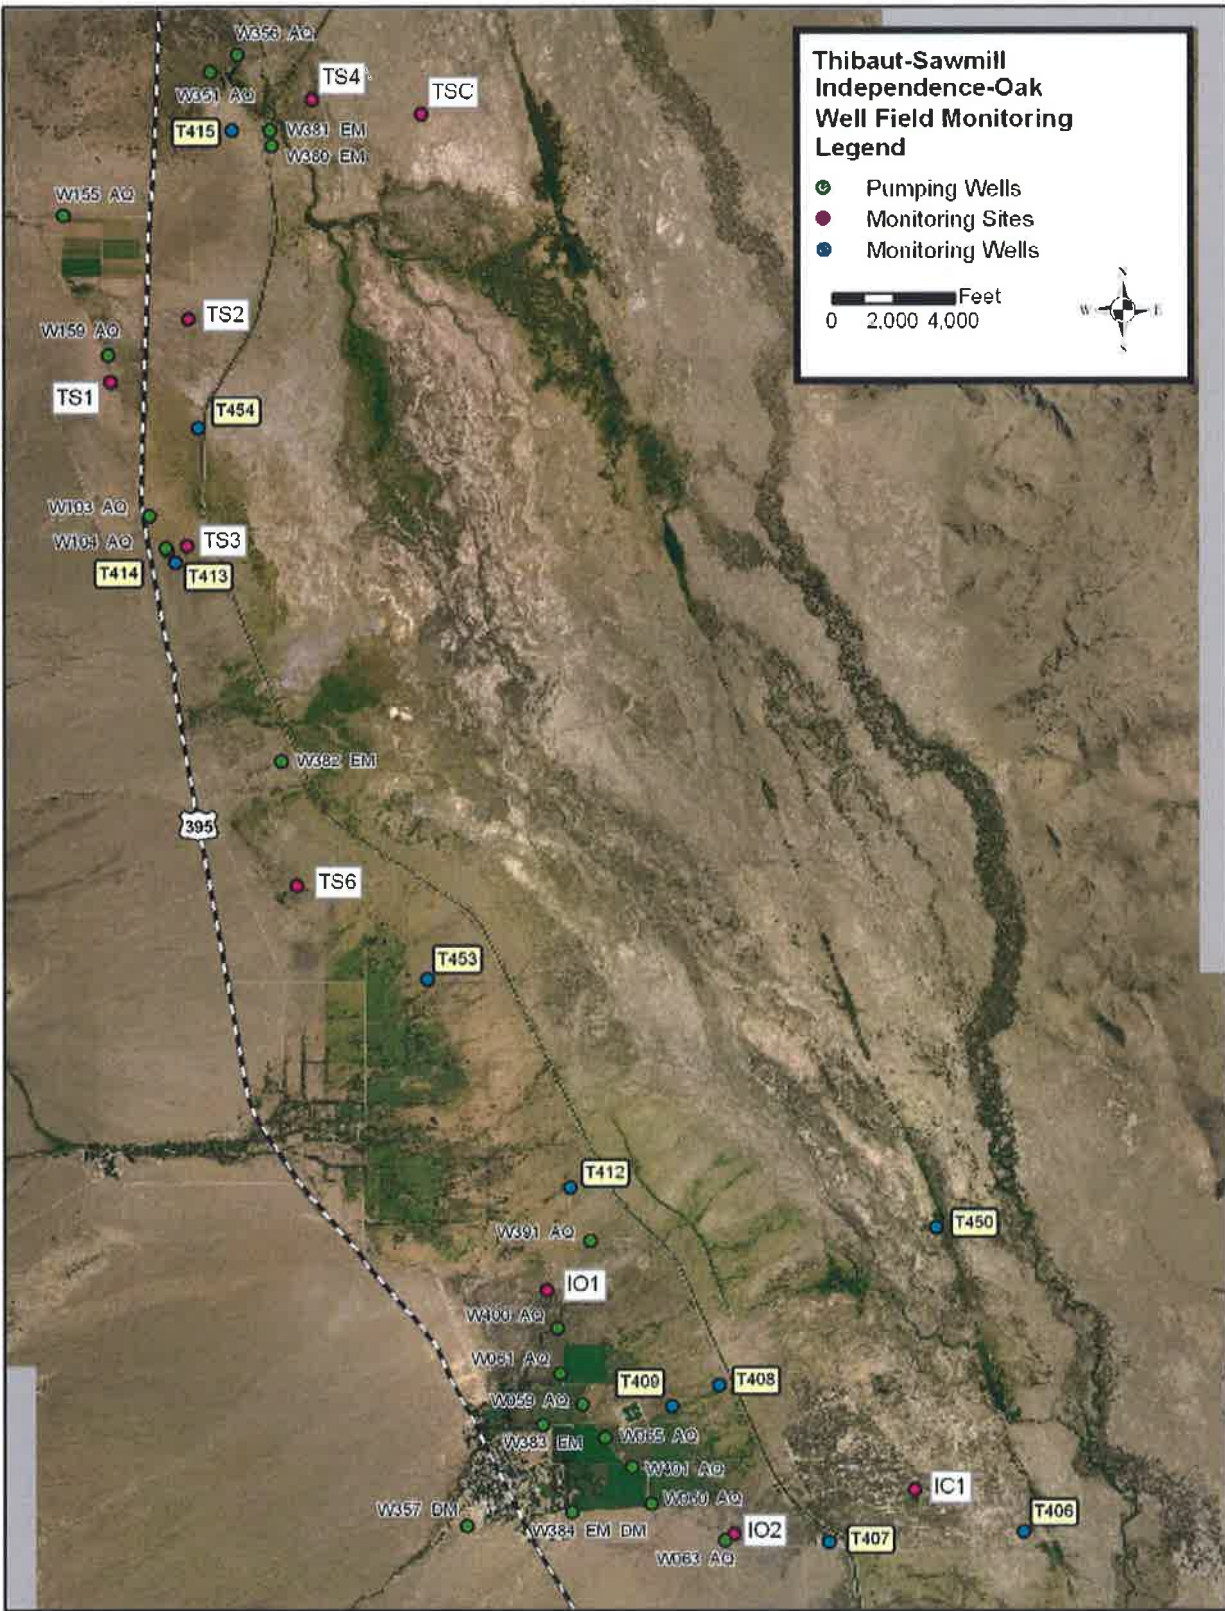 Thibaut-Sawmill
Independence-Oak
Well Field Monitoring
Legend
Pumping Wells
Monitoring Sites
Monitoring Wells
Feet
0 2,000 4,000
N
W E
S
W356 AQ
W351 AQ
TS4
TSC
T415
W381 EM
W380 EM
W155 AQ
TS2
W159 AQ
TS1
T454
W103 AQ
W104 AQ
TS3
T414
T413
W382 EM
395
TS6
T453
T412
T450
W391 AQ
IO1
W400 AQ
W061 AQ
T409
T408
W059 AQ
W383 EM
W065 AQ
W401 AQ
W060 AQ
IC1
W357 DM
W384 EM DM
IO2
W063 AQ
T407
T406